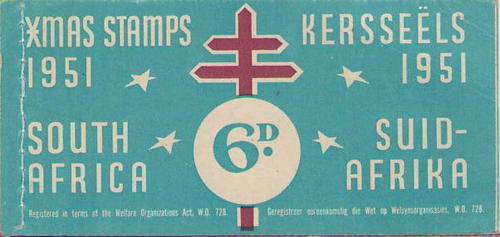 XMAS STAMPS
1951
KERSSEËLS
1951
6D.
SOUTH
AFRICA
SUID-
AFRIKA
Registered in terms of the Welfare Organizations Act, W.O. 728.
Geregistreer ooreenkomstig die Wet op Welsynsorganisasies, W.O. 728.